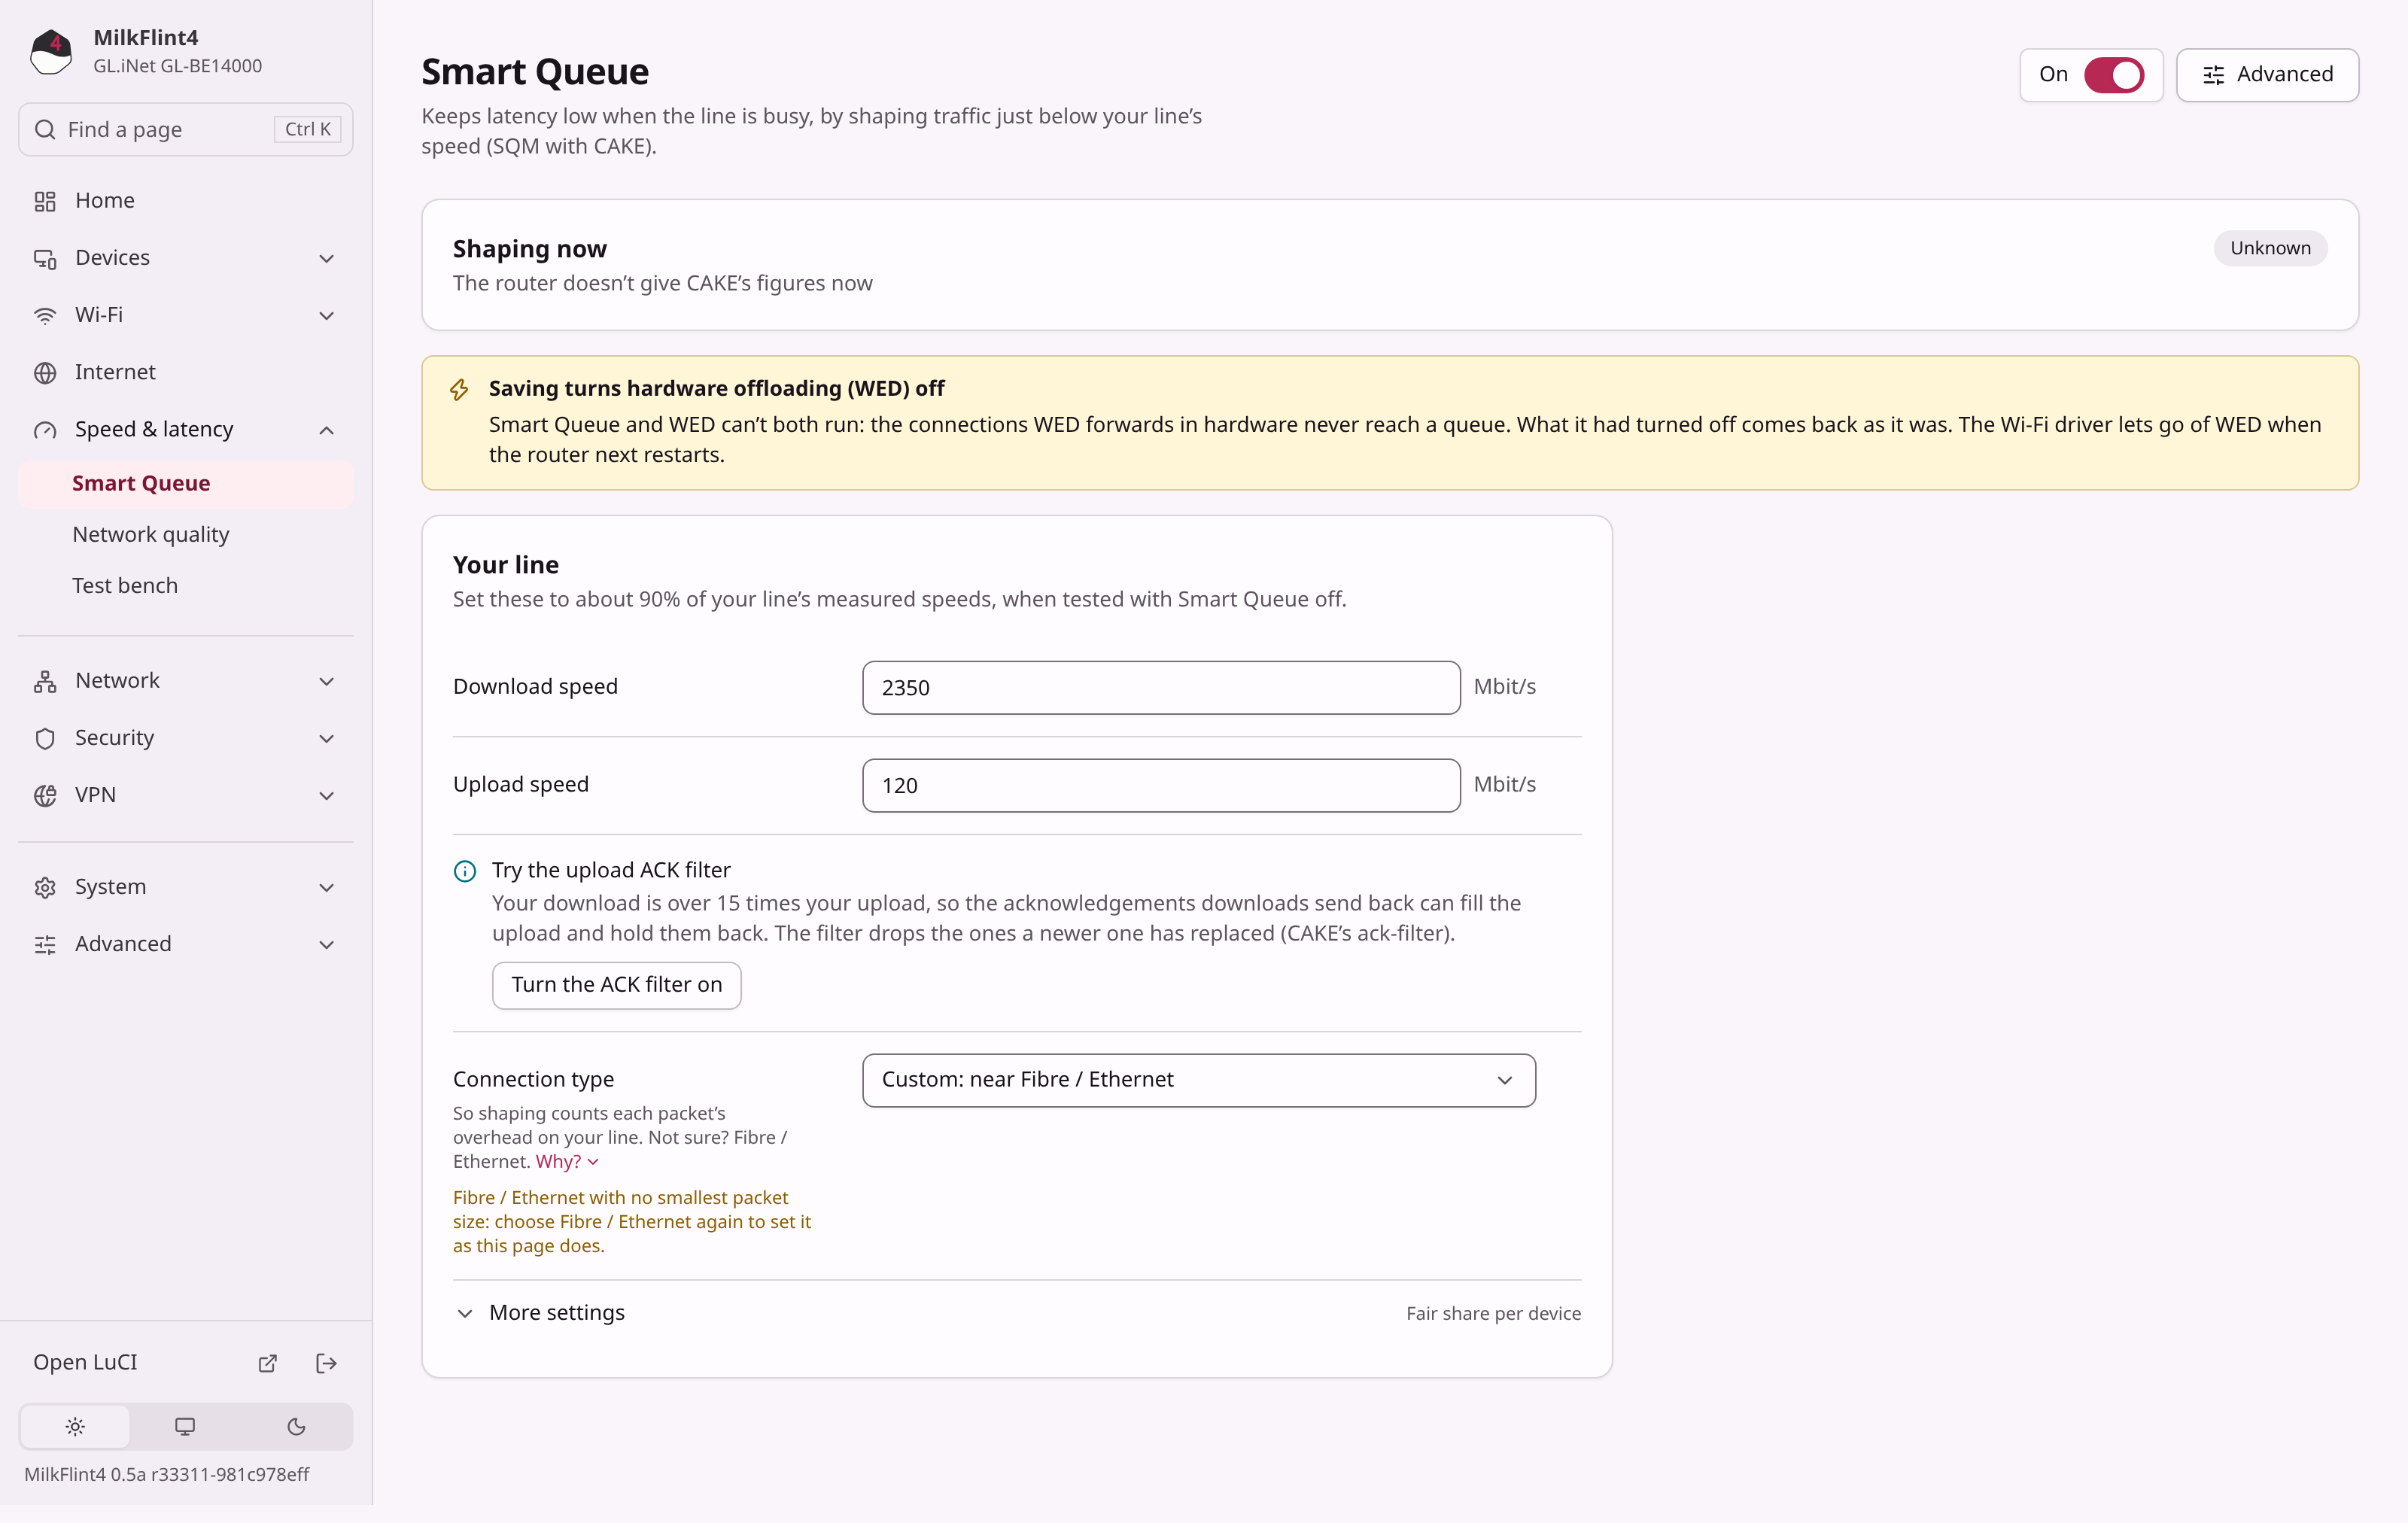 MilkFlint4
GL.iNet GL-BE14000
Find a page
Ctrl K
Home
Devices
Wi-Fi
Internet
Speed & latency
Smart Queue
Network quality
Test bench
Network
Security
VPN
System
Advanced
Open LuCI
MilkFlint4 0.5a r33311-981c978eff
Smart Queue
On
Advanced
Keeps latency low when the line is busy, by shaping traffic just below your line’s
speed (SQM with CAKE).
Shaping now
Unknown
The router doesn’t give CAKE’s figures now
Saving turns hardware offloading (WED) off
Smart Queue and WED can’t both run: the connections WED forwards in hardware never reach a queue. What it had turned off comes back as it was. The Wi-Fi driver lets go of WED when
the router next restarts.
Your line
Set these to about 90% of your line’s measured speeds, when tested with Smart Queue off.
Download speed
2350
Mbit/s
Upload speed
120
Mbit/s
Try the upload ACK filter
Your download is over 15 times your upload, so the acknowledgements downloads send back can fill the
upload and hold them back. The filter drops the ones a newer one has replaced (CAKE’s ack-filter).
Turn the ACK filter on
Connection type
Custom: near Fibre / Ethernet
So shaping counts each packet’s
overhead on your line. Not sure? Fibre /
Ethernet. Why?
Fibre / Ethernet with no smallest packet
size: choose Fibre / Ethernet again to set it
as this page does.
More settings
Fair share per device
4